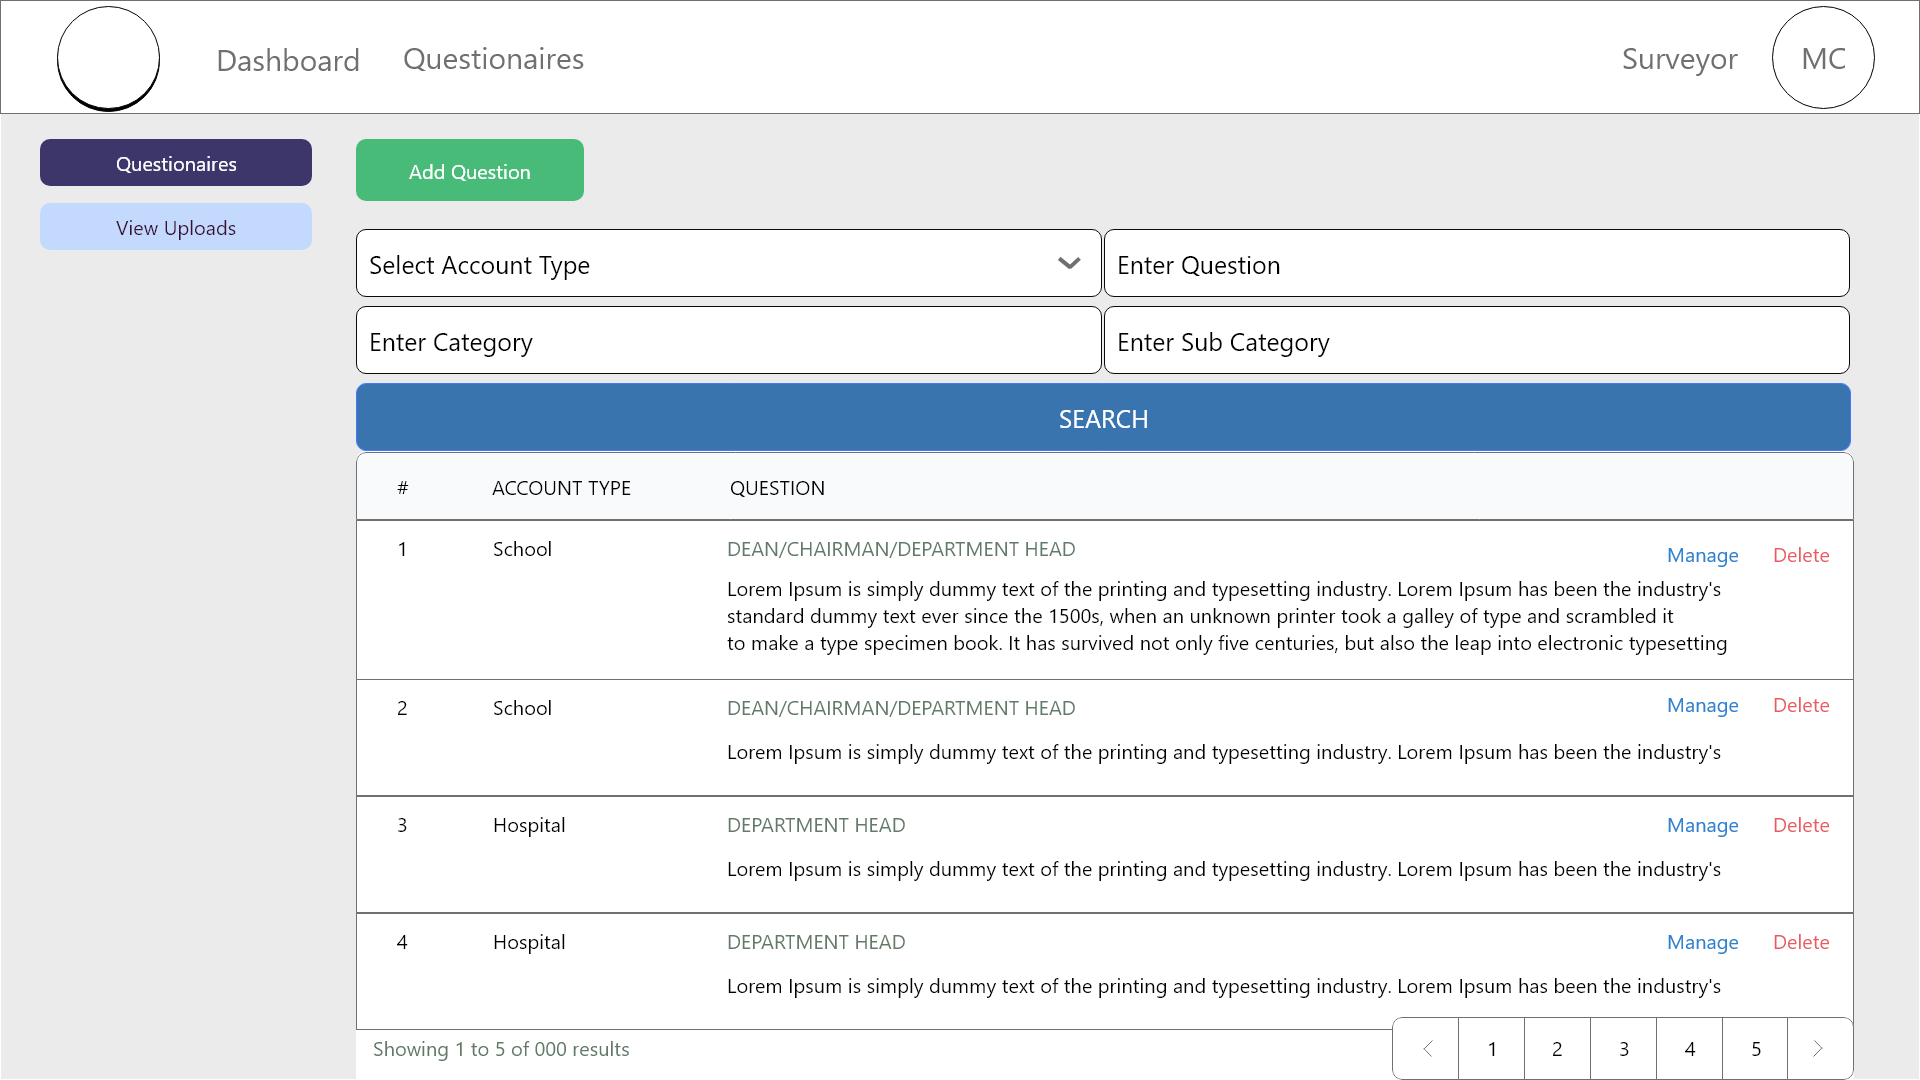 Dashboard
Questionaires
Surveyor
MC
Questionaires
View Uploads
Add Question
Select Account Type
Enter Question
Enter Category
Enter Sub Category
SEARCH
# ACCOUNT TYPE QUESTION
1 School DEAN/CHAIRMAN/DEPARTMENT HEAD Manage Delete
Lorem Ipsum is simply dummy text of the printing and typesetting industry. Lorem Ipsum has been the industry's
standard dummy text ever since the 1500s, when an unknown printer took a galley of type and scrambled it
to make a type specimen book. It has survived not only five centuries, but also the leap into electronic typesetting
2 School DEAN/CHAIRMAN/DEPARTMENT HEAD Manage Delete
Lorem Ipsum is simply dummy text of the printing and typesetting industry. Lorem Ipsum has been the industry's
3 Hospital DEPARTMENT HEAD Manage Delete
Lorem Ipsum is simply dummy text of the printing and typesetting industry. Lorem Ipsum has been the industry's
4 Hospital DEPARTMENT HEAD Manage Delete
Lorem Ipsum is simply dummy text of the printing and typesetting industry. Lorem Ipsum has been the industry's
Showing 1 to 5 of 000 results
1 2 3 4 5